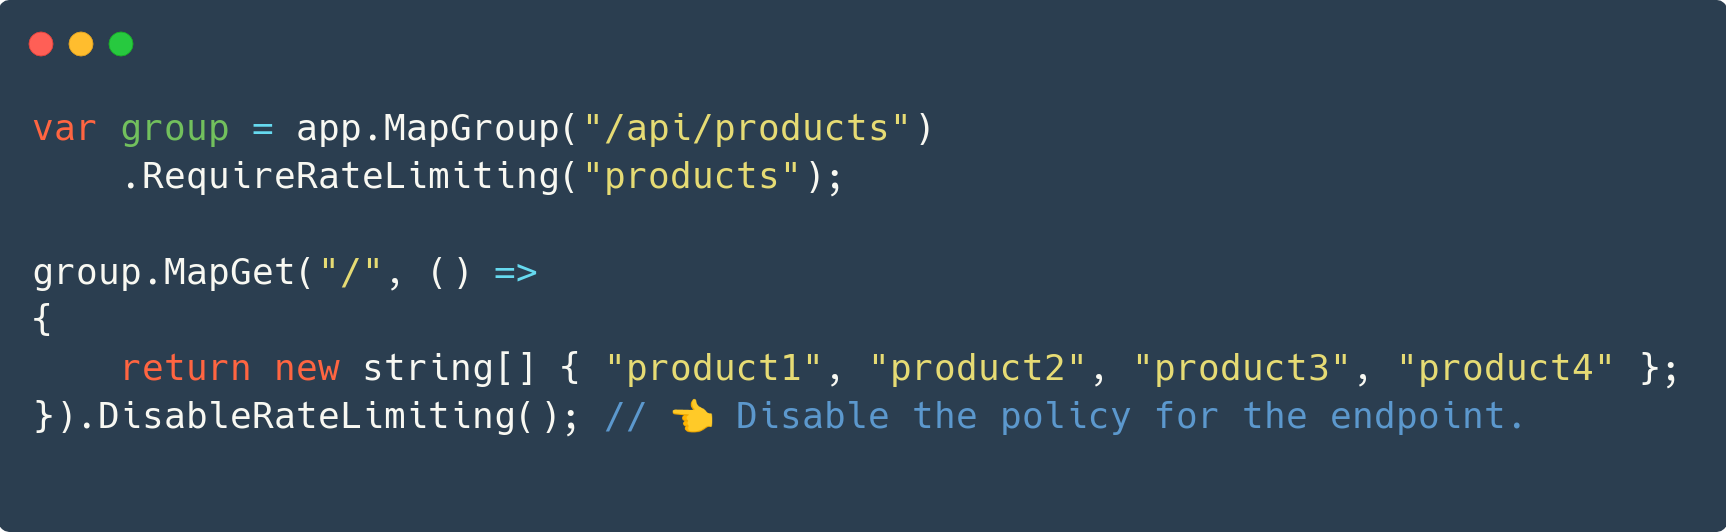 var group = app.MapGroup("/api/products")
    .RequireRateLimiting("products");

group.MapGet("/", () =>
{
    return new string[] { "product1", "product2", "product3", "product4" };
}).DisableRateLimiting(); // 👈 Disable the policy for the endpoint.